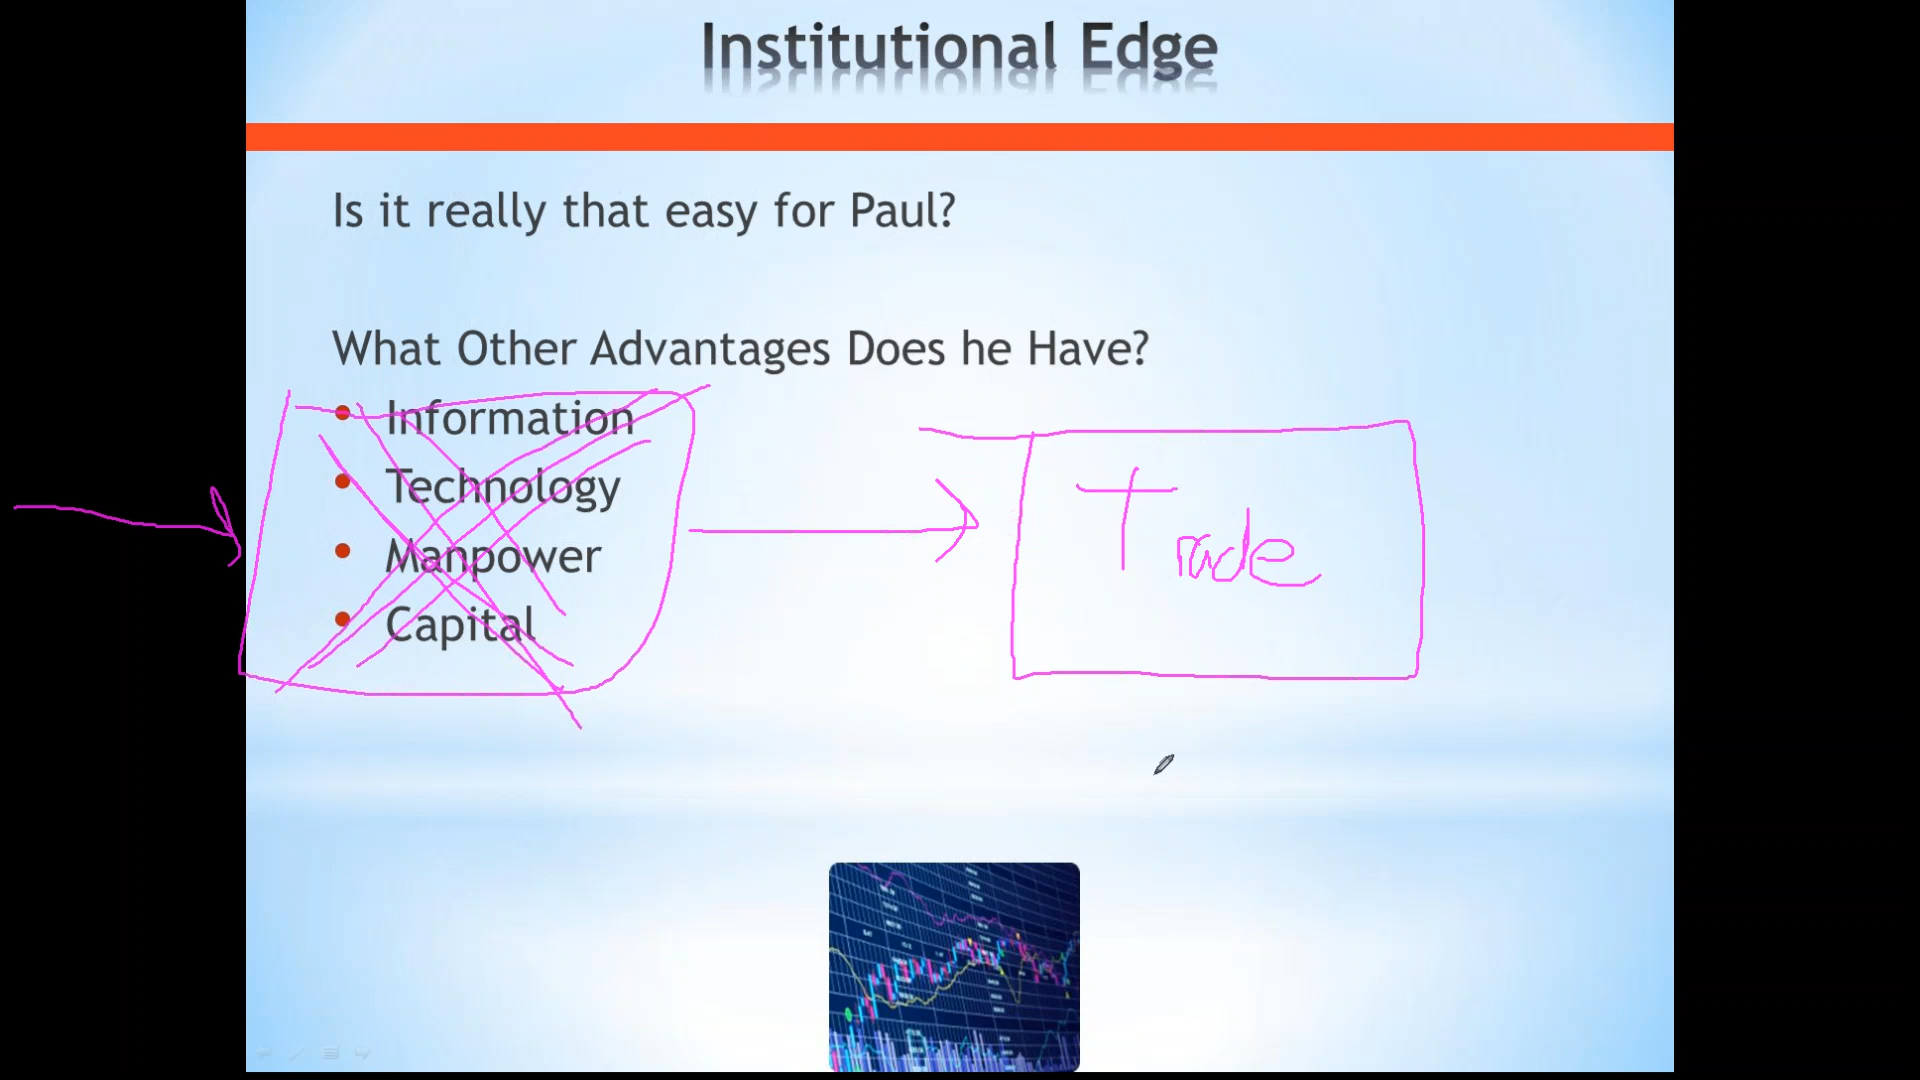 Institutional Edge
Is it really that easy for Paul?
What Other Advantages Does he Have?
Information
Technology
Manpower
Capital
Trade